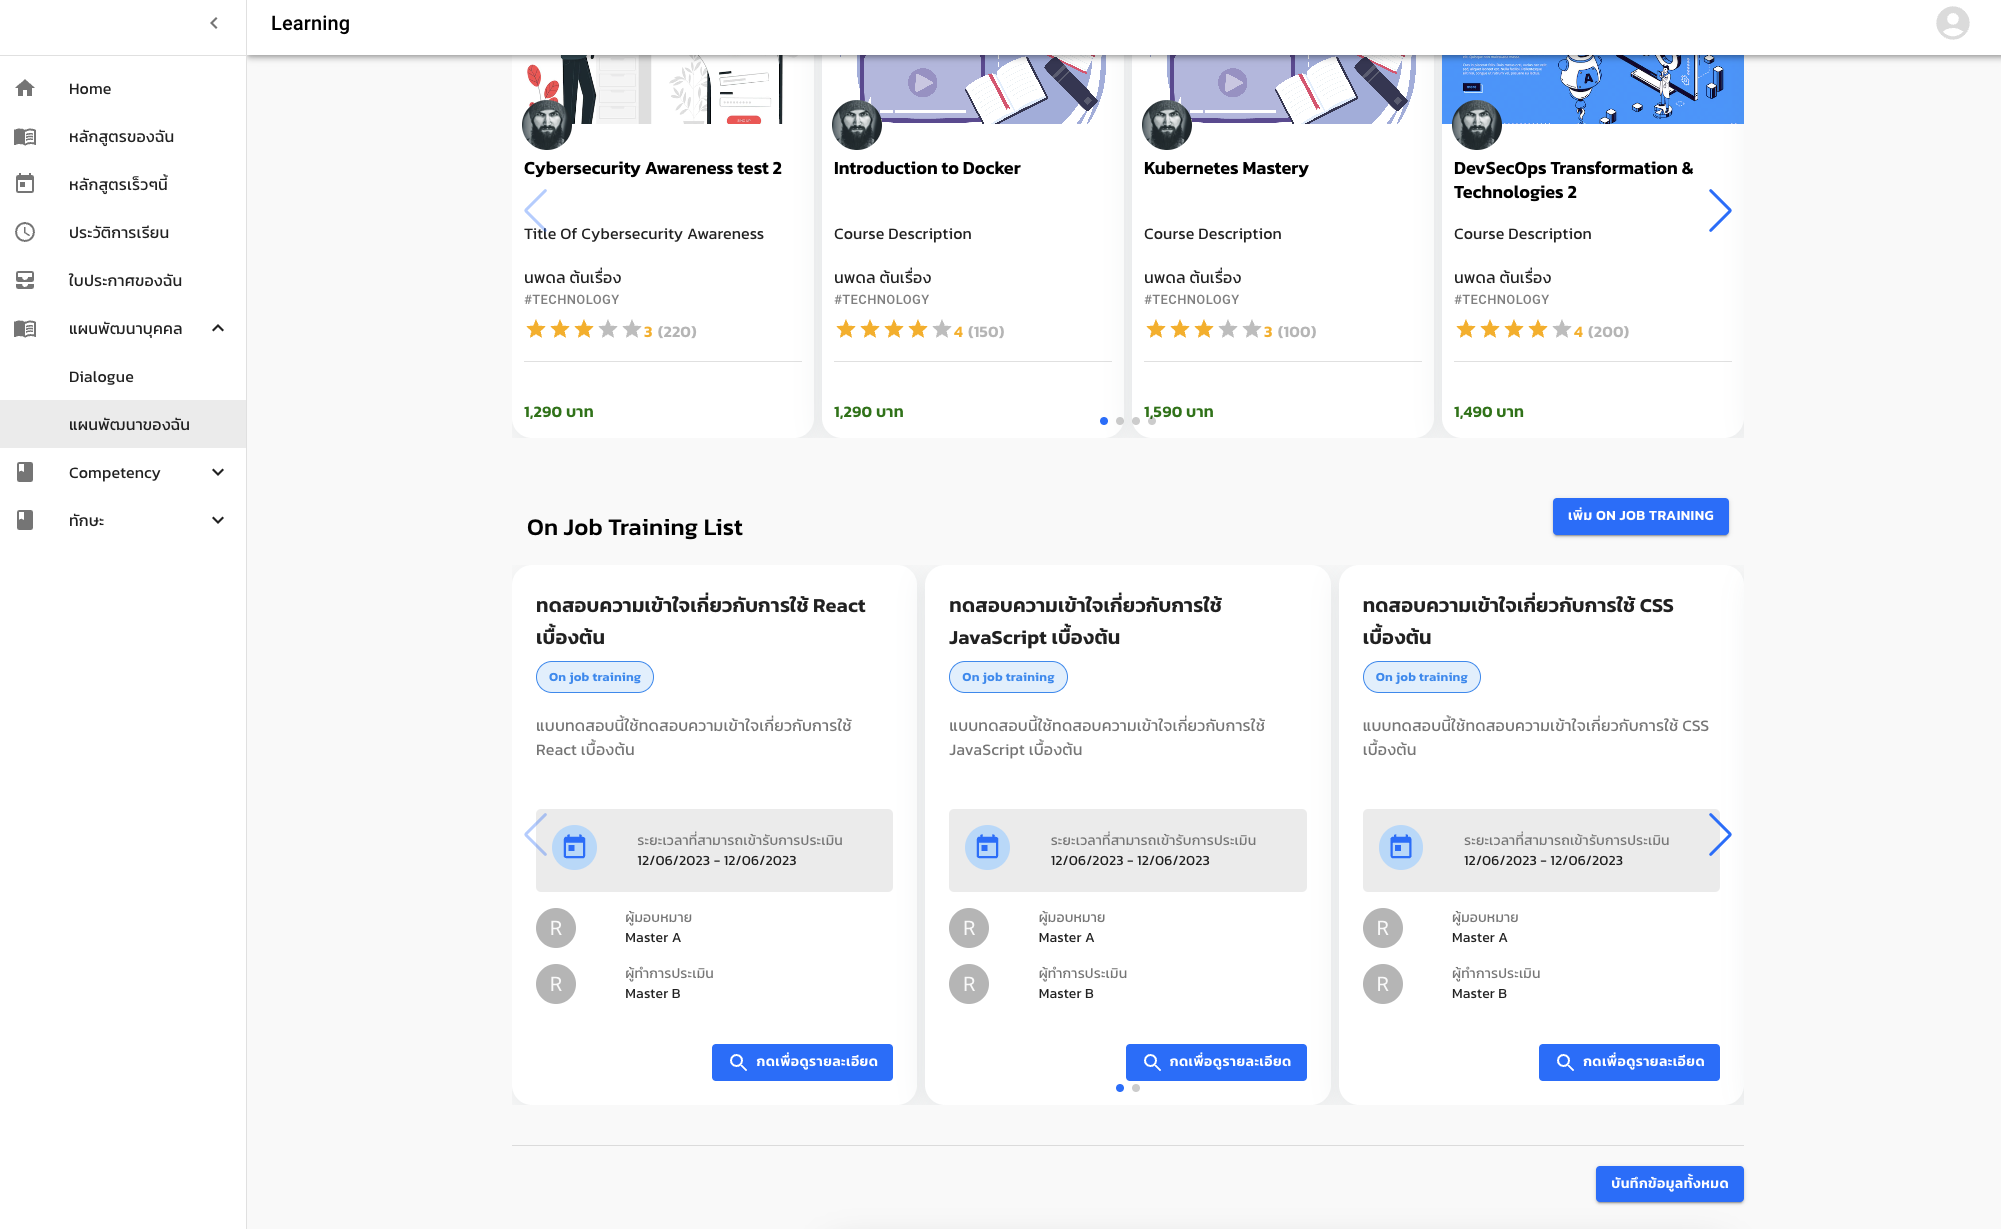 Learning
Home
หลักสูตรของฉัน
หลักสูตรเร็วๆนี้
ประวัติการเรียน
ใบประกาศของฉัน
แผนพัฒนาบุคคล
Dialogue
แผนพัฒนาของฉัน
Competency
ทักษะ
Cybersecurity Awareness test 2
Title Of Cybersecurity Awareness
นพดล ต้นเรื่อง
#TECHNOLOGY
3 (220)
1,290 บาท
Introduction to Docker
Course Description
นพดล ต้นเรื่อง
#TECHNOLOGY
4 (150)
1,290 บาท
Kubernetes Mastery
Course Description
นพดล ต้นเรื่อง
#TECHNOLOGY
3 (100)
1,590 บาท
A
DevSecOps Transformation &
Technologies 2
Course Description
นพดล ต้นเรื่อง
#TECHNOLOGY
4 (200)
1,490 บาท
On Job Training List
เพิ่ม ON JOB TRAINING
ทดสอบความเข้าใจเกี่ยวกับการใช้ React
เบื้องต้น
On job training
แบบทดสอบนี้ใช้ทดสอบความเข้าใจเกี่ยวกับการใช้
React เบื้องต้น
ระยะเวลาที่สามารถเข้ารับการประเมิน
12/06/2023 - 12/06/2023
R
ผู้มอบหมาย
Master A
R
ผู้ทำการประเมิน
Master B
กดเพื่อดูรายละเอียด
ทดสอบความเข้าใจเกี่ยวกับการใช้
JavaScript เบื้องต้น
On job training
แบบทดสอบนี้ใช้ทดสอบความเข้าใจเกี่ยวกับการใช้
JavaScript เบื้องต้น
ระยะเวลาที่สามารถเข้ารับการประเมิน
12/06/2023 - 12/06/2023
R
ผู้มอบหมาย
Master A
R
ผู้ทำการประเมิน
Master B
กดเพื่อดูรายละเอียด
ทดสอบความเข้าใจเกี่ยวกับการใช้ CSS
เบื้องต้น
On job training
แบบทดสอบนี้ใช้ทดสอบความเข้าใจเกี่ยวกับการใช้ CSS
เบื้องต้น
ระยะเวลาที่สามารถเข้ารับการประเมิน
12/06/2023 - 12/06/2023
R
ผู้มอบหมาย
Master A
R
ผู้ทำการประเมิน
Master B
กดเพื่อดูรายละเอียด
บันทึกข้อมูลทั้งหมด